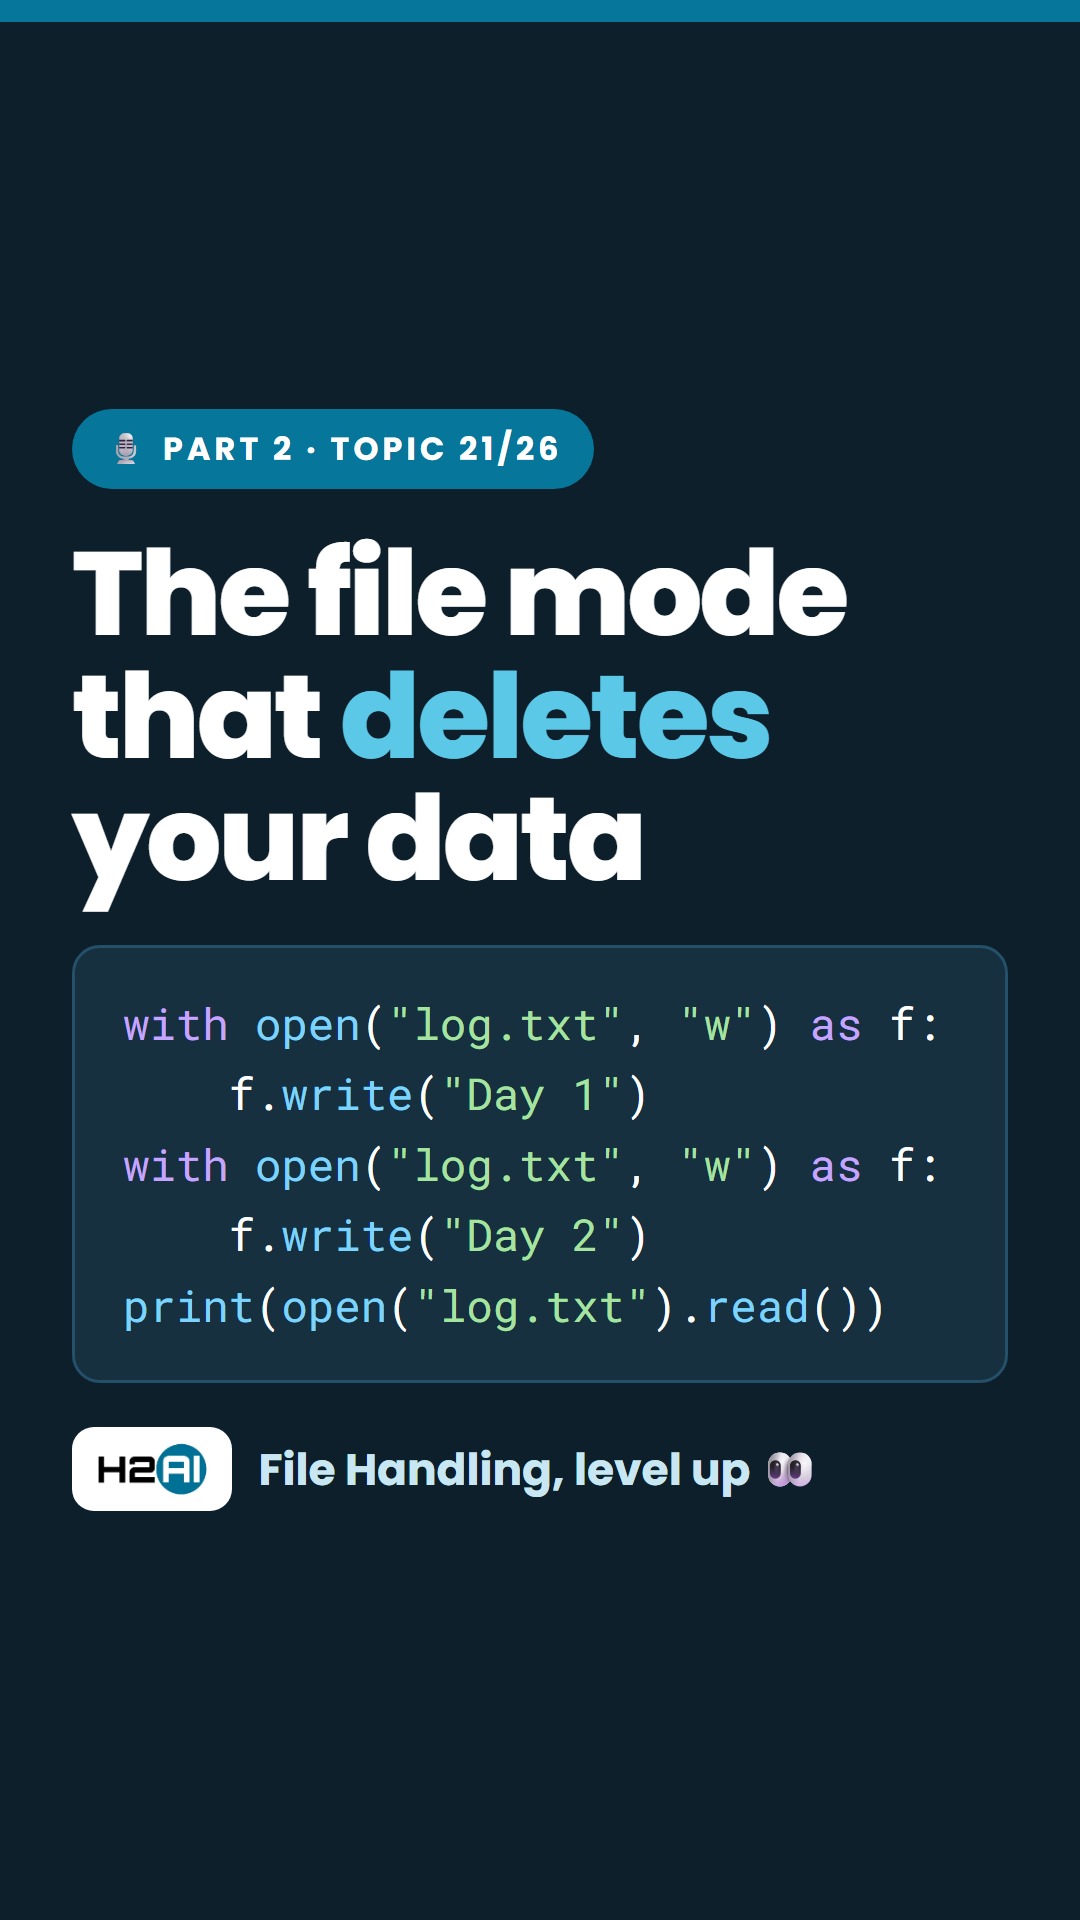 🎙️ PART 2 · TOPIC 21/26
The file mode
that deletes
your data
with open("log.txt", "w") as f:
    f.write("Day 1")
with open("log.txt", "w") as f:
    f.write("Day 2")
print(open("log.txt").read())
H2AI File Handling, level up 👀